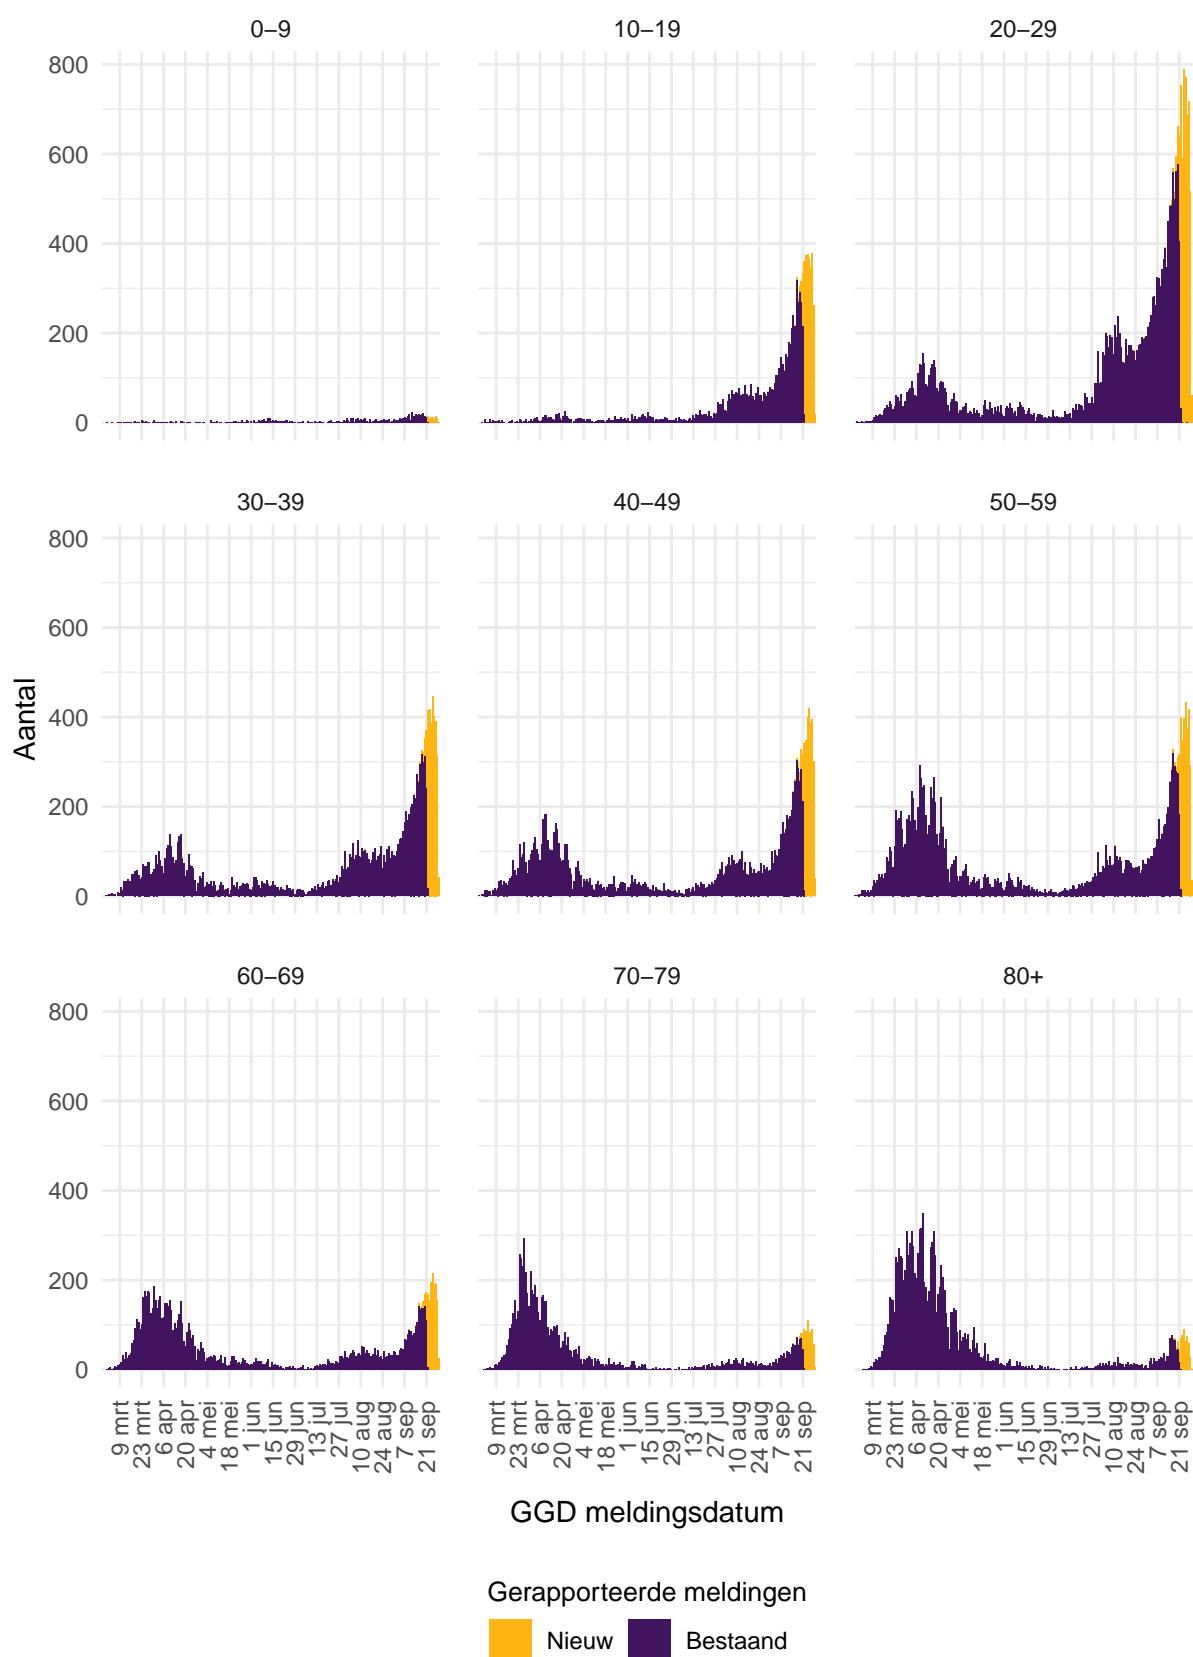 0–9 10–19 20–29
800
600
400
200
0
30–39 40–49 50–59
800
600
400
200
0
60–69 70–79 80+
800
600
400
200
0
Aantal
9 mrt 23 mrt 6 apr 20 apr 4 mei 18 mei 1 jun 15 jun 29 jun 13 jul 27 jul 10 aug 24 aug 7 sep 21 sep
9 mrt 23 mrt 6 apr 20 apr 4 mei 18 mei 1 jun 15 jun 29 jun 13 jul 27 jul 10 aug 24 aug 7 sep 21 sep
9 mrt 23 mrt 6 apr 20 apr 4 mei 18 mei 1 jun 15 jun 29 jun 13 jul 27 jul 10 aug 24 aug 7 sep 21 sep
GGD meldingsdatum
Gerapporteerde meldingen
Nieuw Bestaand